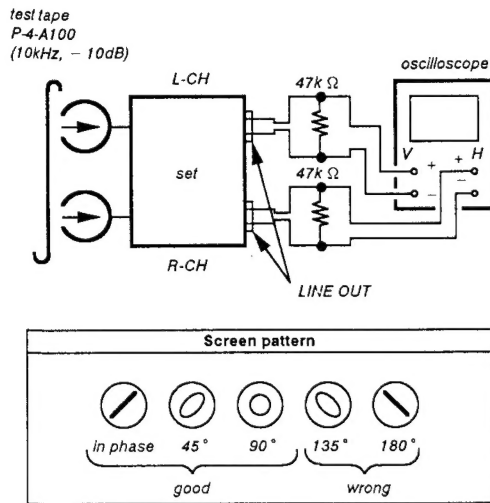 test tape
P-4-A100
(10kHz, − 10dB)
oscilloscope
L-CH
47k Ω
V
H
+
+
−
−
set
47k Ω
R-CH
LINE OUT
Screen pattern
in phase 45° 90° 135° 180°
good wrong